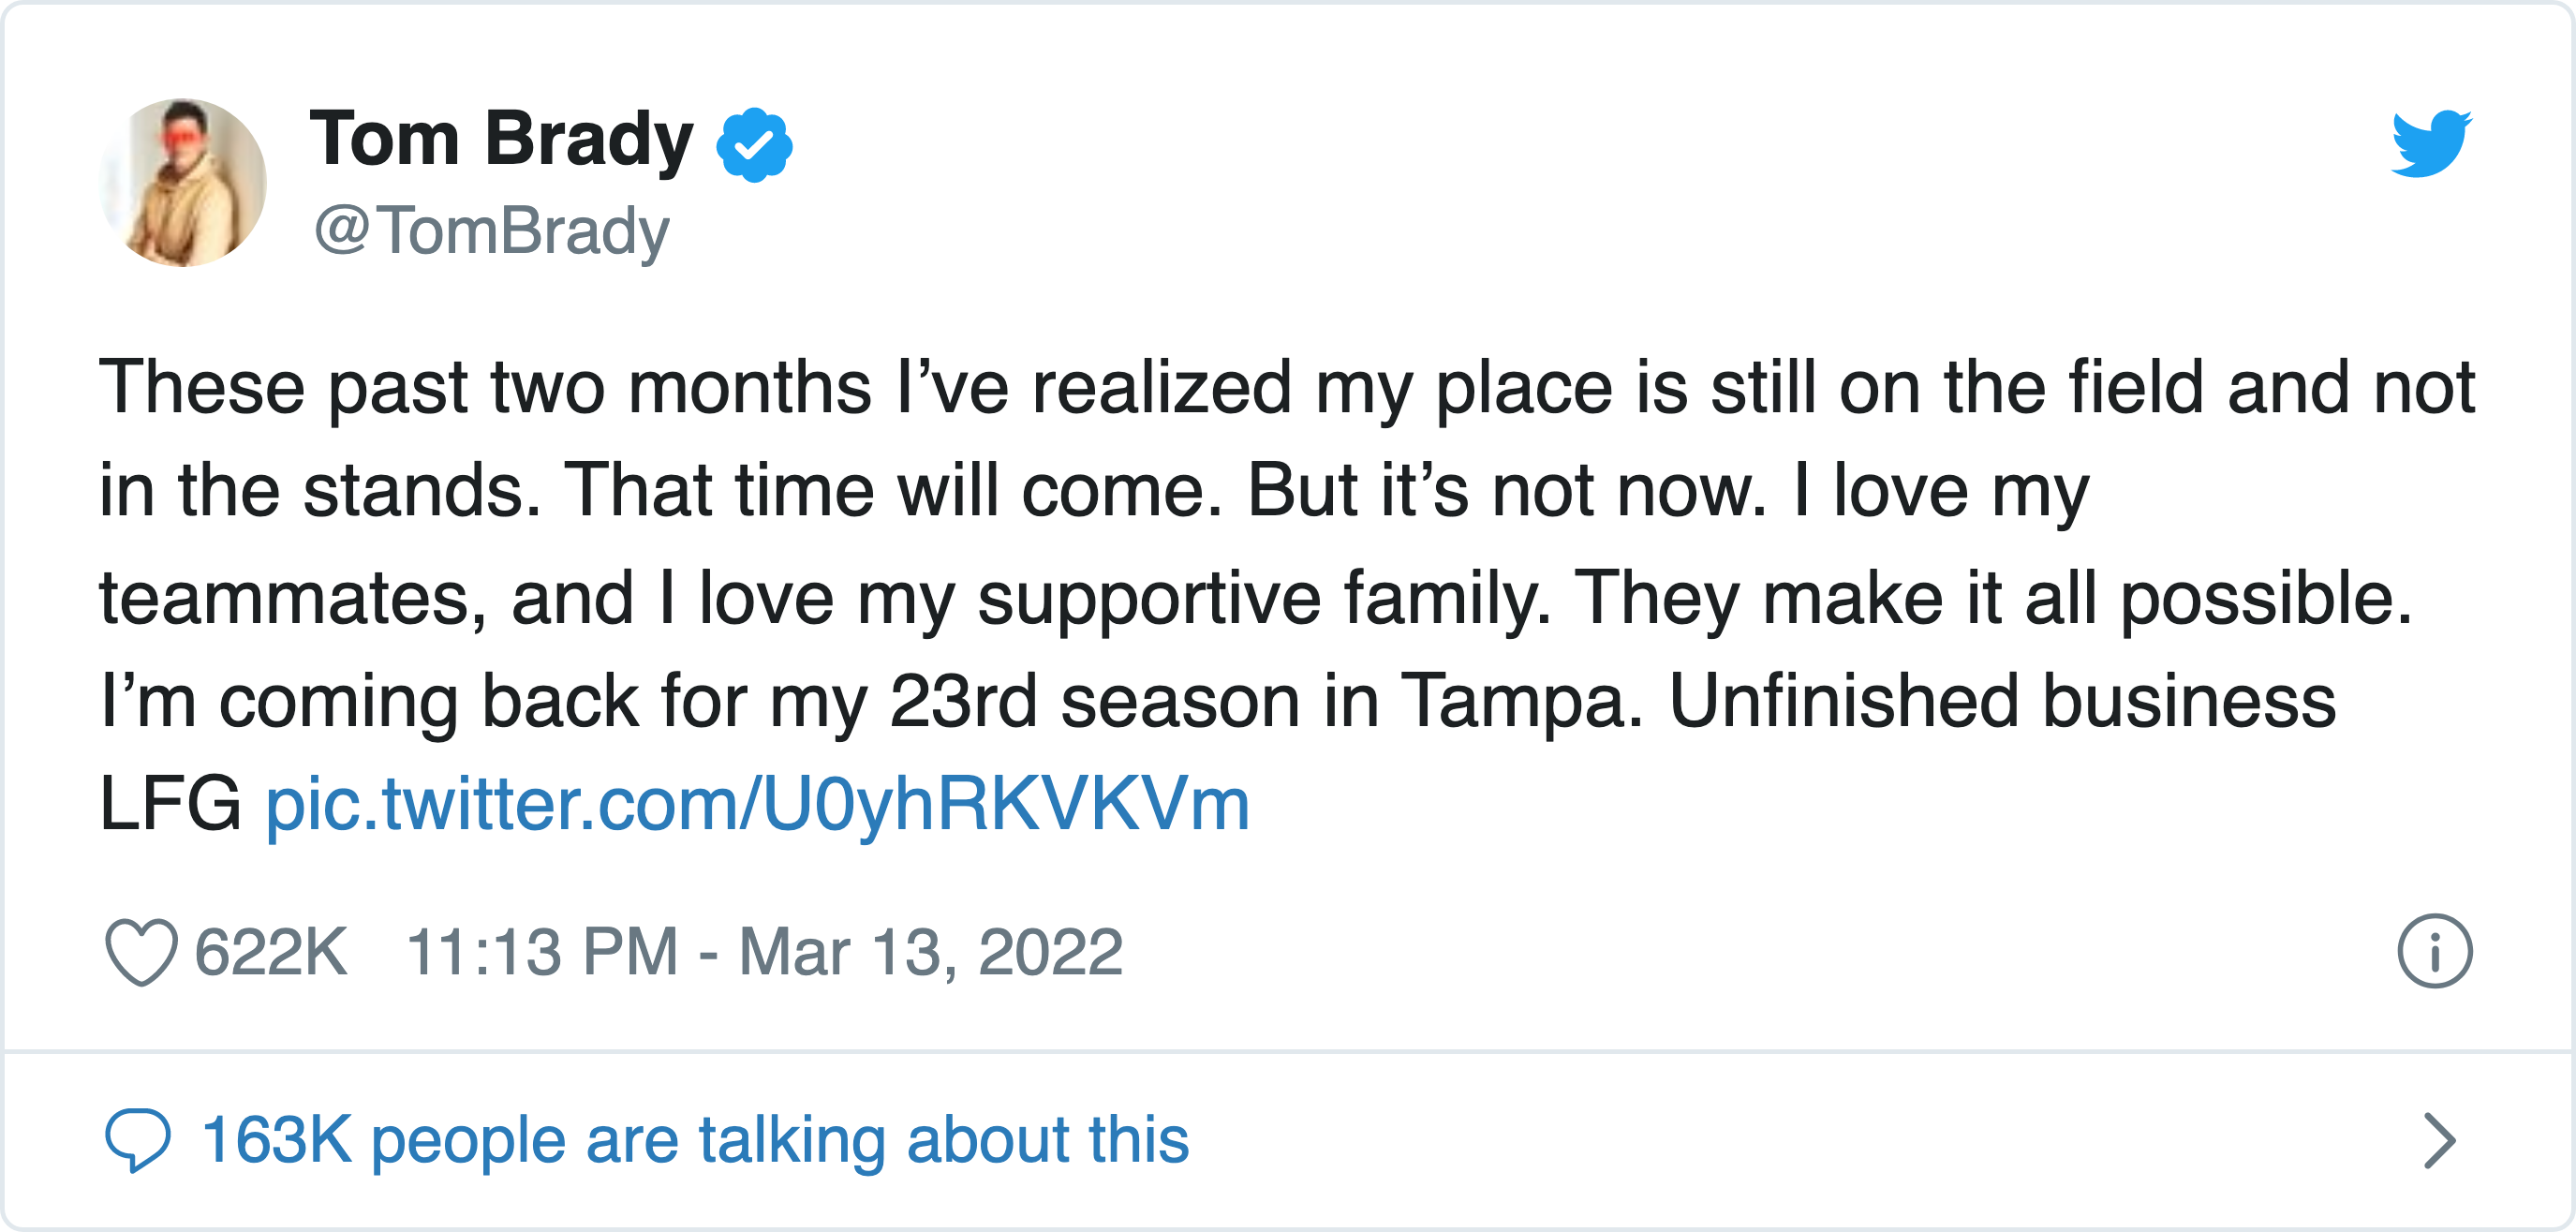 Tom Brady
@TomBrady
These past two months I’ve realized my place is still on the field and not
in the stands. That time will come. But it’s not now. I love my
teammates, and I love my supportive family. They make it all possible.
I’m coming back for my 23rd season in Tampa. Unfinished business
LFG pic.twitter.com/U0yhRKVKVm
622K 11:13 PM - Mar 13, 2022
163K people are talking about this